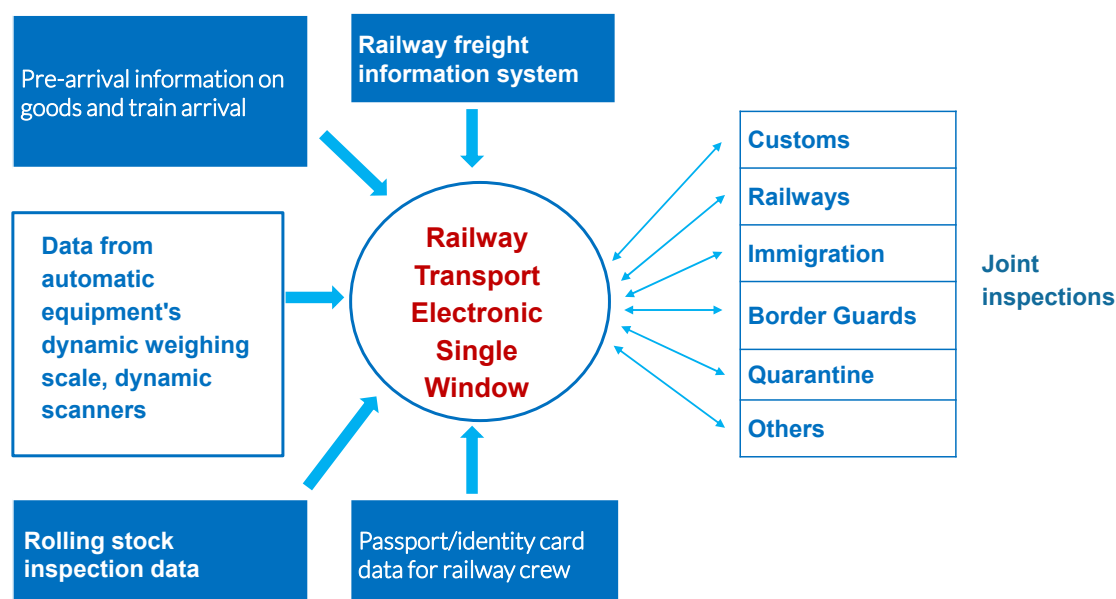 Pre-arrival information on
goods and train arrival
Railway freight
information system
Data from
automatic
equipment's
dynamic weighing
scale, dynamic
scanners
Railway
Transport
Electronic
Single
Window
Customs
Railways
Immigration
Border Guards
Quarantine
Others
Joint
inspections
Rolling stock
inspection data
Passport/identity card
data for railway crew